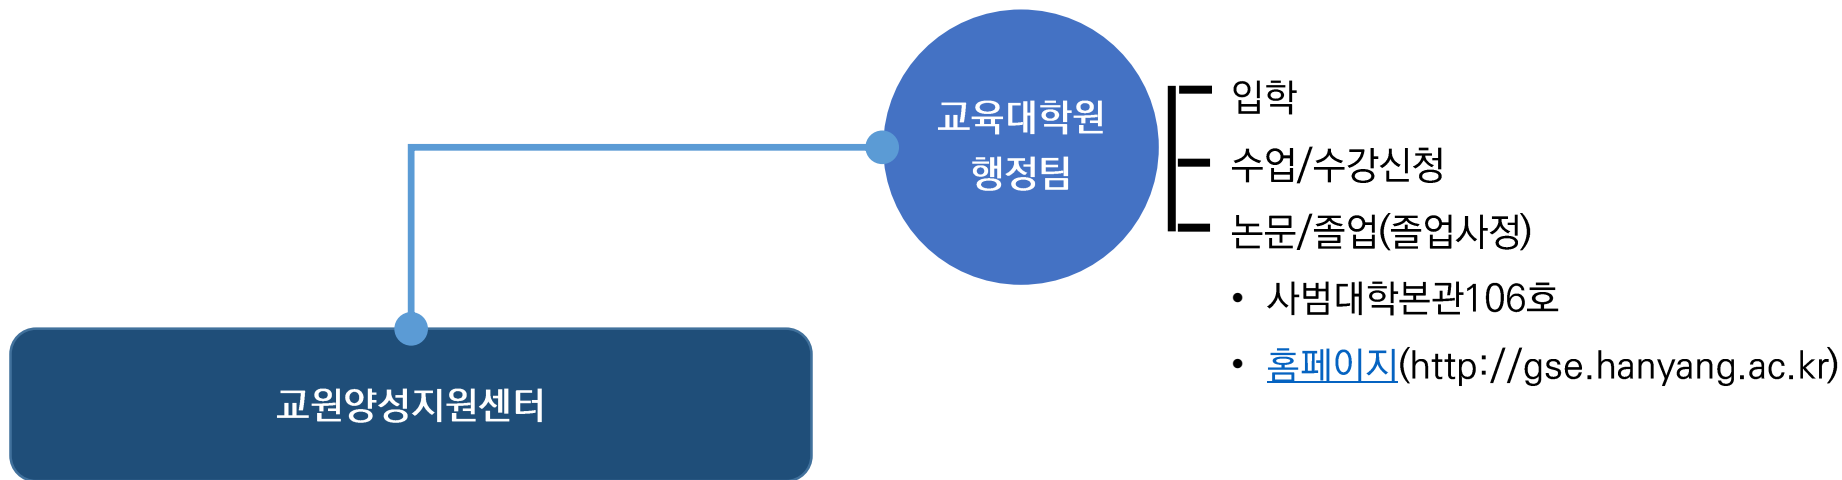 교육대학원
행정팀
입학
수업/수강신청
논문/졸업(졸업사정)
• 사범대학본관106호
• 홈페이지(http://gse.hanyang.ac.kr)
교원양성지원센터